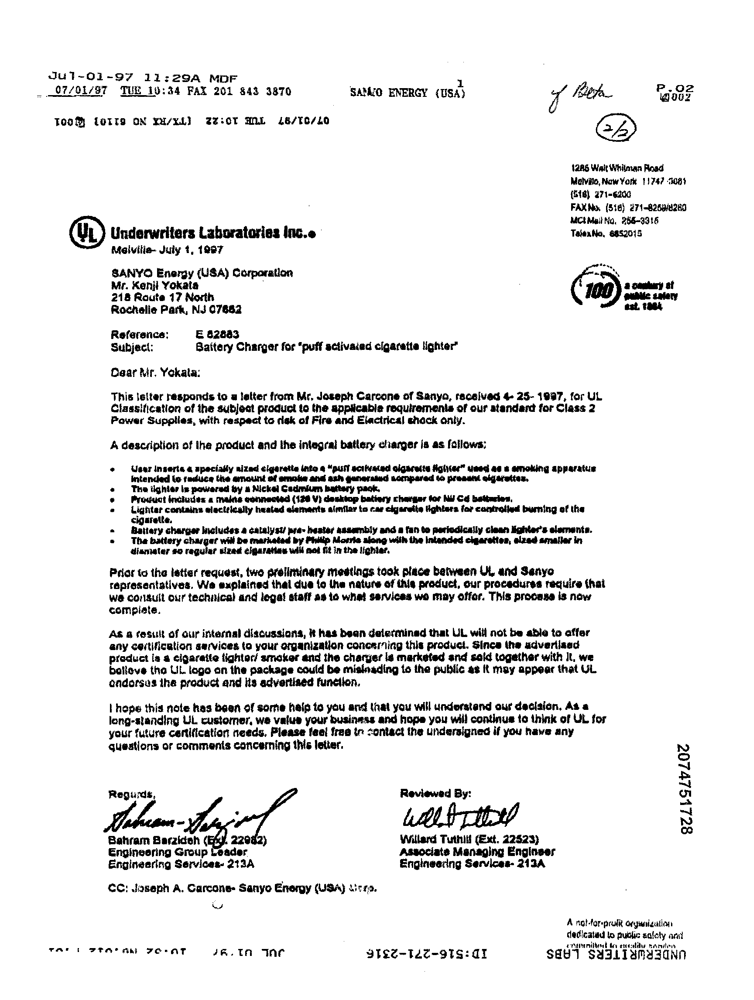 Jul-01-97 11:29A MDF
P.02
07/01/97 TUE 10:34 FAX 201 843 3870 SANYO ENERGY (USA)
002
1
2/2
07/01/97 TUE 10:22 [TX/RX NO 8110] 001
1285 Walt Whitman Road
Melville, New York 11747-3081
(516) 271-6200
FAX No. (516) 271-8259/8260
MCI Mail No. 255-3315
Telex No. 6852015
UL
Underwriters Laboratories Inc.
Melville- July 1, 1997
100
a century of
public safety
est. 1894
SANYO Energy (USA) Corporation
Mr. Kenji Yokata
218 Route 17 North
Rochelle Park, NJ 07662
Reference: E 62883
Subject: Battery Charger for "puff activated cigarette lighter"
Dear Mr. Yokata:
This letter responds to a letter from Mr. Joseph Carcone of Sanyo, received 4- 25- 1997, for UL
Classification of the subject product to the applicable requirements of our standard for Class 2
Power Supplies, with respect to risk of Fire and Electrical shock only.
A description of the product and the integral battery charger is as follows:
• User inserts a specially sized cigarette into a "puff activated cigarette lighter" used as a smoking apparatus
intended to reduce the amount of smoke and ash generated compared to present cigarettes.
• The lighter is powered by a Nickel Cadmium battery pack.
• Product includes a mains connected (120 V) desktop battery charger for Ni Cd batteries.
• Lighter contains electrically heated elements similar to car cigarette lighters for controlled burning of the
cigarette.
• Battery charger includes a catalyst/ pre- heater assembly and a fan to periodically clean lighter's elements.
• The battery charger will be marketed by Philip Morris along with the intended cigarettes, sized smaller in
diameter so regular sized cigarettes will not fit in the lighter.
Prior to the letter request, two preliminary meetings took place between UL and Sanyo
representatives. We explained that due to the nature of this product, our procedures require that
we consult our technical and legal staff as to what services we may offer. This process is now
complete.
As a result of our internal discussions, it has been determined that UL will not be able to offer
any certification services to your organization concerning this product. Since the advertised
product is a cigarette lighter/ smoker and the charger is marketed and sold together with it, we
believe the UL logo on the package could be misleading to the public as it may appear that UL
endorses the product and its advertised function.
I hope this note has been of some help to you and that you will understand our decision. As a
long-standing UL customer, we value your business and hope you will continue to think of UL for
your future certification needs. Please feel free to contact the undersigned if you have any
questions or comments concerning this letter.
2074751728
Regards,
Bahram Barzideh (Ext. 22982)
Engineering Group Leader
Engineering Services- 213A
Reviewed By:
Willard Tuthill (Ext. 22523)
Associate Managing Engineer
Engineering Services- 213A
CC: Joseph A. Carcone- Sanyo Energy (USA) Corp.
A not-for-profit organization
dedicated to public safety and
committed to quality service
UNDERWRITERS LABS
ID:516-271-2316
JUL 01'97